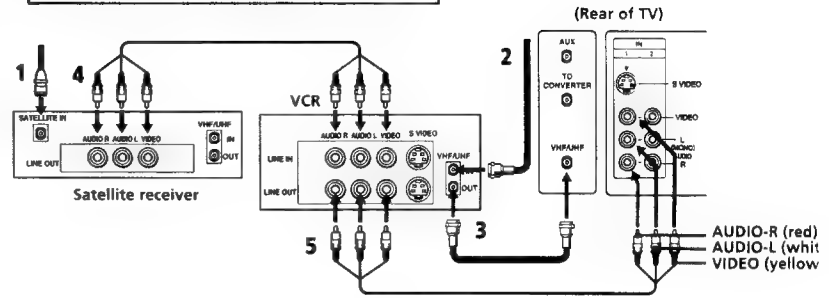 (Rear of TV)
1
4
2
AUX
TO
CONVERTER
VHF/UHF
IN
1 2
S VIDEO
VIDEO
L
(MONO)
AUDIO
R
VCR
SATELLITE IN
AUDIO R AUDIO L VIDEO
VHF/UHF
IN
OUT
LINE OUT
Satellite receiver
AUDIO R AUDIO L VIDEO
S VIDEO
LINE IN
VHF/UHF
LINE OUT
OUT
3
5
AUDIO-R (red)
AUDIO-L (whit
VIDEO (yellow